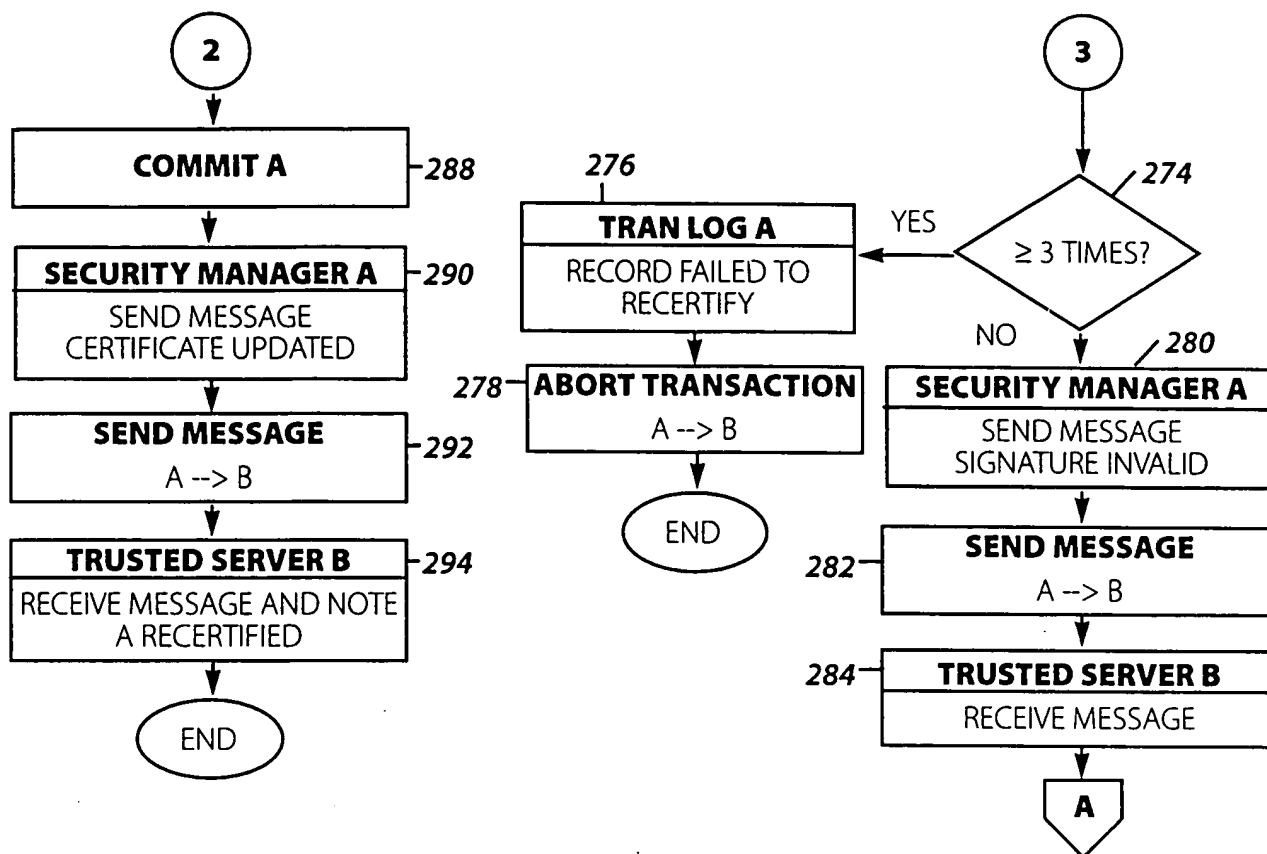 2
COMMIT A
288
SECURITY MANAGER A
290
SEND MESSAGE
CERTIFICATE UPDATED
SEND MESSAGE
292
A --> B
TRUSTED SERVER B
294
RECEIVE MESSAGE AND NOTE
A RECERTIFIED
END
3
274
≥ 3 TIMES?
YES
NO
276
TRAN LOG A
RECORD FAILED TO
RECERTIFY
278
ABORT TRANSACTION
A --> B
END
280
SECURITY MANAGER A
SEND MESSAGE
SIGNATURE INVALID
282
SEND MESSAGE
A --> B
284
TRUSTED SERVER B
RECEIVE MESSAGE
A